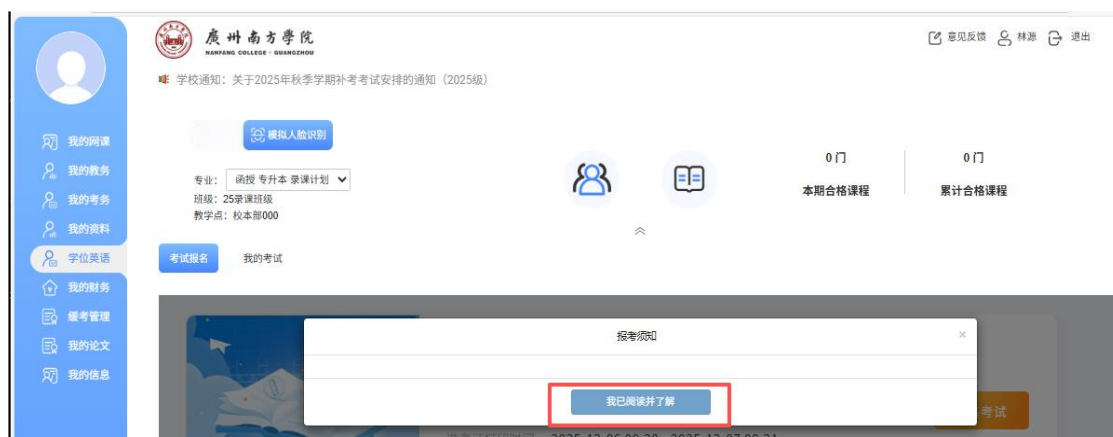 廣州南方學院
NANFANG COLLEGE · GUANGZHOU
意见反馈 林源 退出
学校通知：关于2025年秋季学期补考考试安排的通知（2025级）
模拟人脸识别
专业： 函授 专升本 录课计划
班级：25录课班级
教学点：校本部000
0门
本期合格课程
0门
累计合格课程
我的网课
我的教务
我的考务
我的资料
学位英语
我的财务
缓考管理
我的论文
我的信息
考试报名 我的考试
报考须知 ×
我已阅读并了解
考试